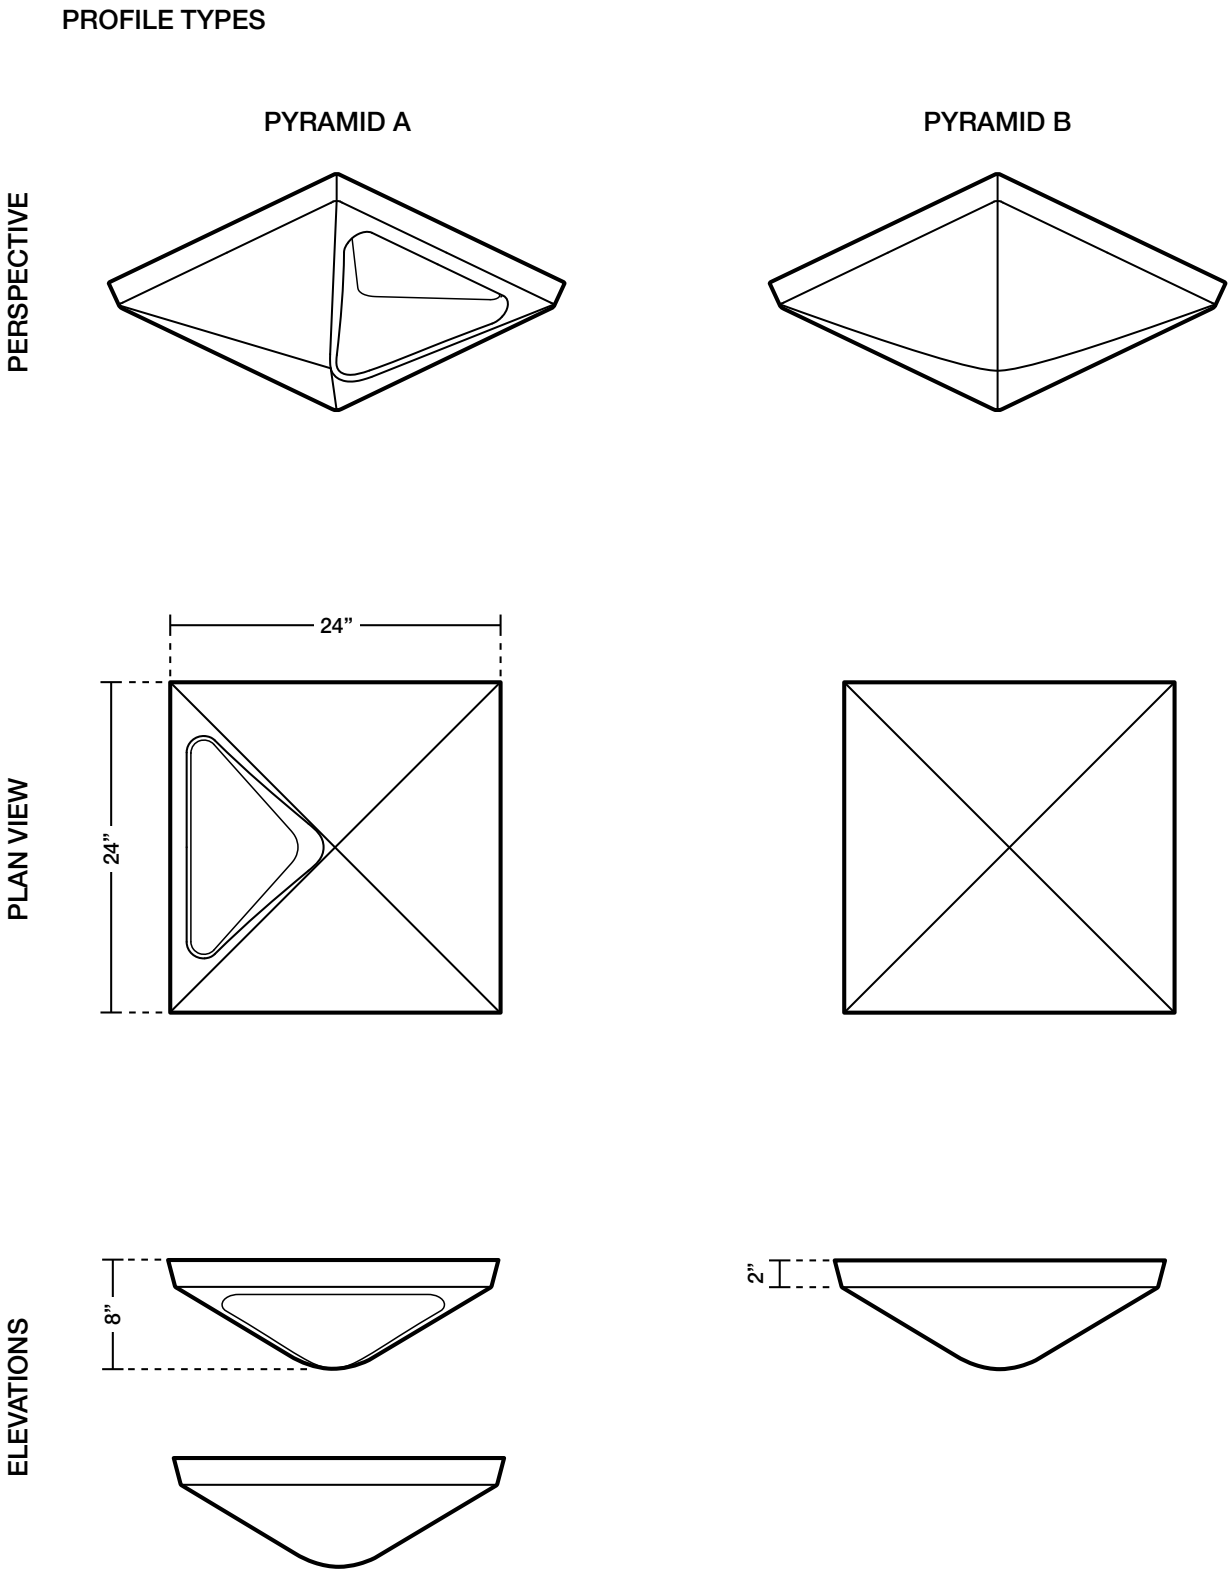 PROFILE TYPES
PYRAMID A
PYRAMID B
PERSPECTIVE
24”
24”
PLAN VIEW
8”
2”
ELEVATIONS